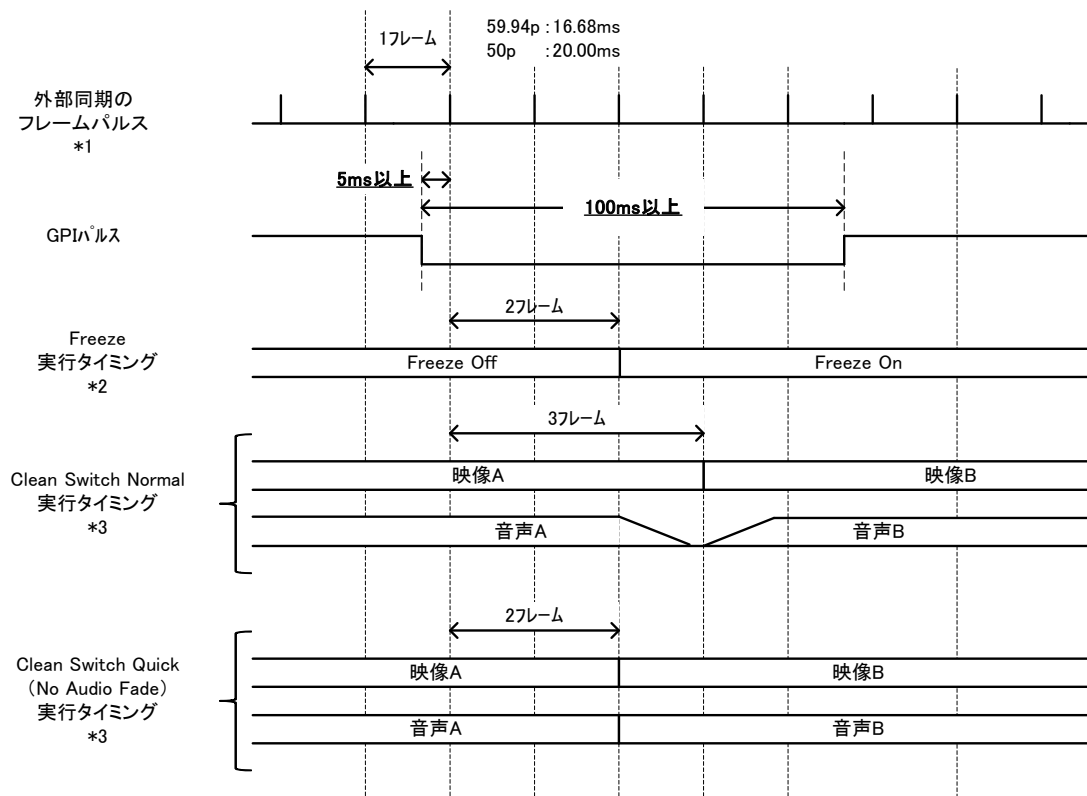 59.94p : 16.68ms
50p : 20.00ms
1フレーム
外部同期の
フレームパルス
*1
5ms以上
100ms以上
GPIパルス
2フレーム
Freeze
実行タイミング
*2
Freeze Off
Freeze On
3フレーム
Clean Switch Normal
実行タイミング
*3
映像A
映像B
音声A
音声B
2フレーム
Clean Switch Quick
(No Audio Fade)
実行タイミング
*3
映像A
映像B
音声A
音声B